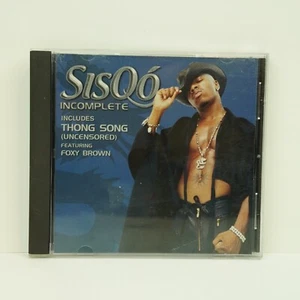 SISQÓ
INCOMPLETE
INCLUDES
THONG SONG
(UNCENSORED)
FEATURING
FOXY BROWN